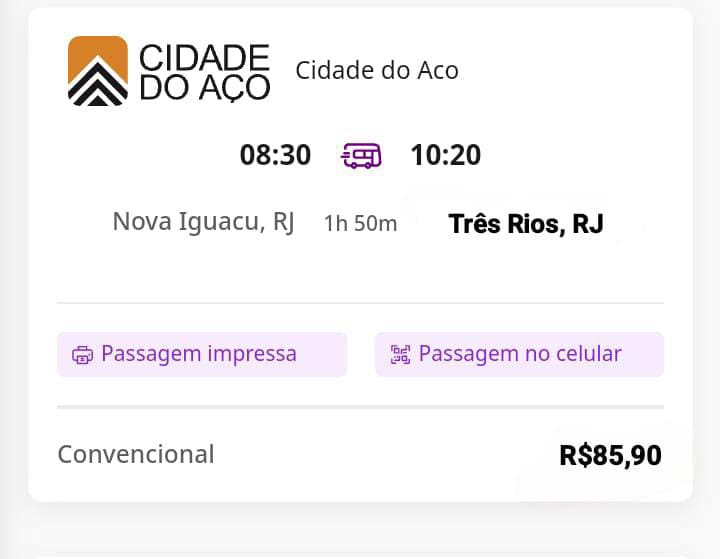 CIDADE
DO AÇO
Cidade do Aco
08:30 10:20
Nova Iguacu, RJ 1h 50m Três Rios, RJ
Passagem impressa Passagem no celular
Convencional R$85,90